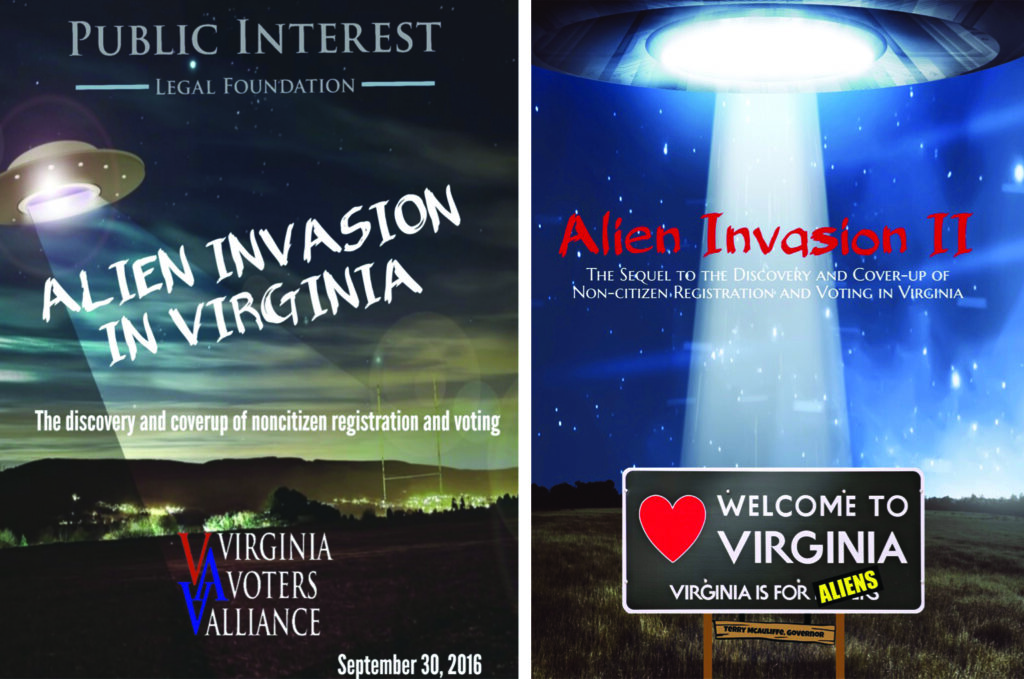 PUBLIC INTEREST
LEGAL FOUNDATION
ALIEN INVASION
IN VIRGINIA
The discovery and coverup of noncitizen registration and voting
VIRGINIA
VOTERS
ALLIANCE
September 30, 2016
Alien Invasion II
THE SEQUEL TO THE DISCOVERY AND COVER-UP OF
NON-CITIZEN REGISTRATION AND VOTING IN VIRGINIA
WELCOME TO
VIRGINIA
VIRGINIA IS FOR ALIENS
TERRY MCAULIFFE, GOVERNOR